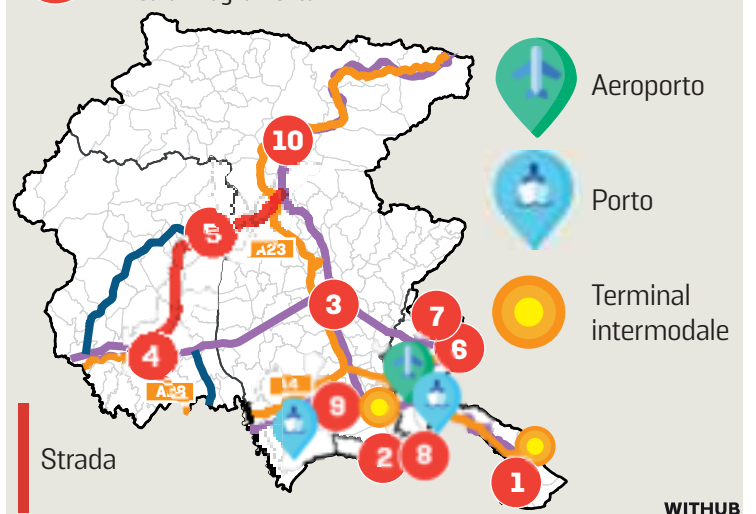 10
Aeroporto
5
A23
Porto
3
7
6
Terminal
intermodale
4
A28
A4
9
Strada
2
8
1
WITHUB